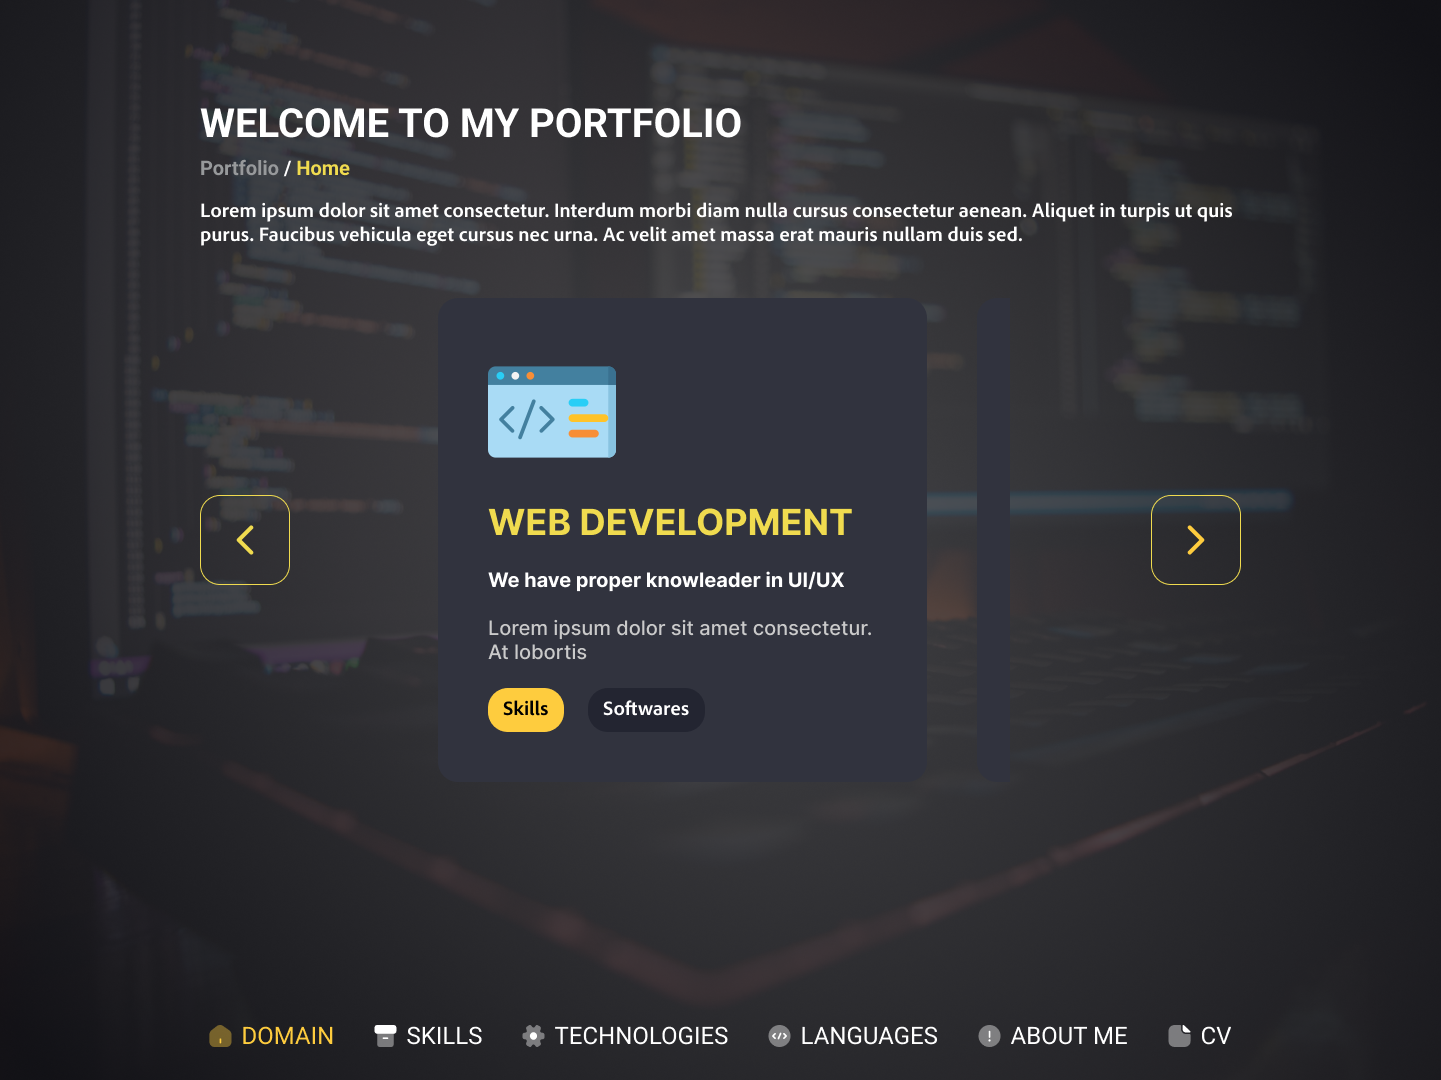 WELCOME TO MY PORTFOLIO
Portfolio / Home
Lorem ipsum dolor sit amet consectetur. Interdum morbi diam nulla cursus consectetur aenean. Aliquet in turpis ut quis
purus. Faucibus vehicula eget cursus nec urna. Ac velit amet massa erat mauris nullam duis sed.
</>
WEB DEVELOPMENT
We have proper knowleader in UI/UX
Lorem ipsum dolor sit amet consectetur.
At lobortis
Skills Softwares
DOMAIN SKILLS TECHNOLOGIES LANGUAGES ABOUT ME CV